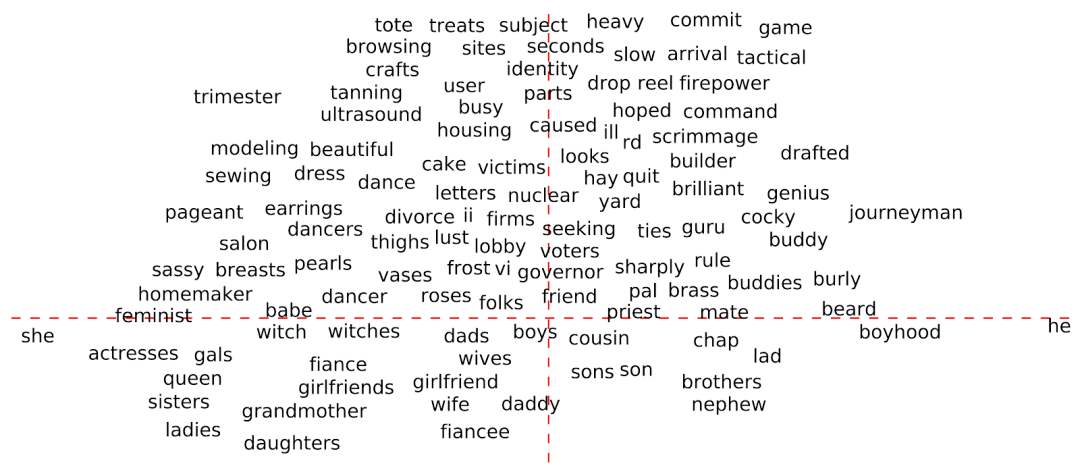 tote treats subject heavy commit game
browsing sites seconds slow arrival tactical
crafts identity drop reel firepower
trimester tanning user busy parts hoped command
ultrasound housing caused ill rd scrimmage
modeling beautiful cake victims looks builder drafted
sewing dress dance letters nuclear hay quit yard brilliant genius
pageant earrings divorce ii firms seeking ties guru cocky journeyman
salon dancers thighs lust lobby voters buddy
sassy breasts pearls vases frost vi governor sharply rule buddies burly
homemaker dancer roses folks friend pal brass
feminist babe priest mate beard
she witch witches dads boys cousin chap boyhood he
actresses gals fiance wives lad
queen girlfriends girlfriend sons son brothers
sisters grandmother wife daddy nephew
ladies daughters fiancee